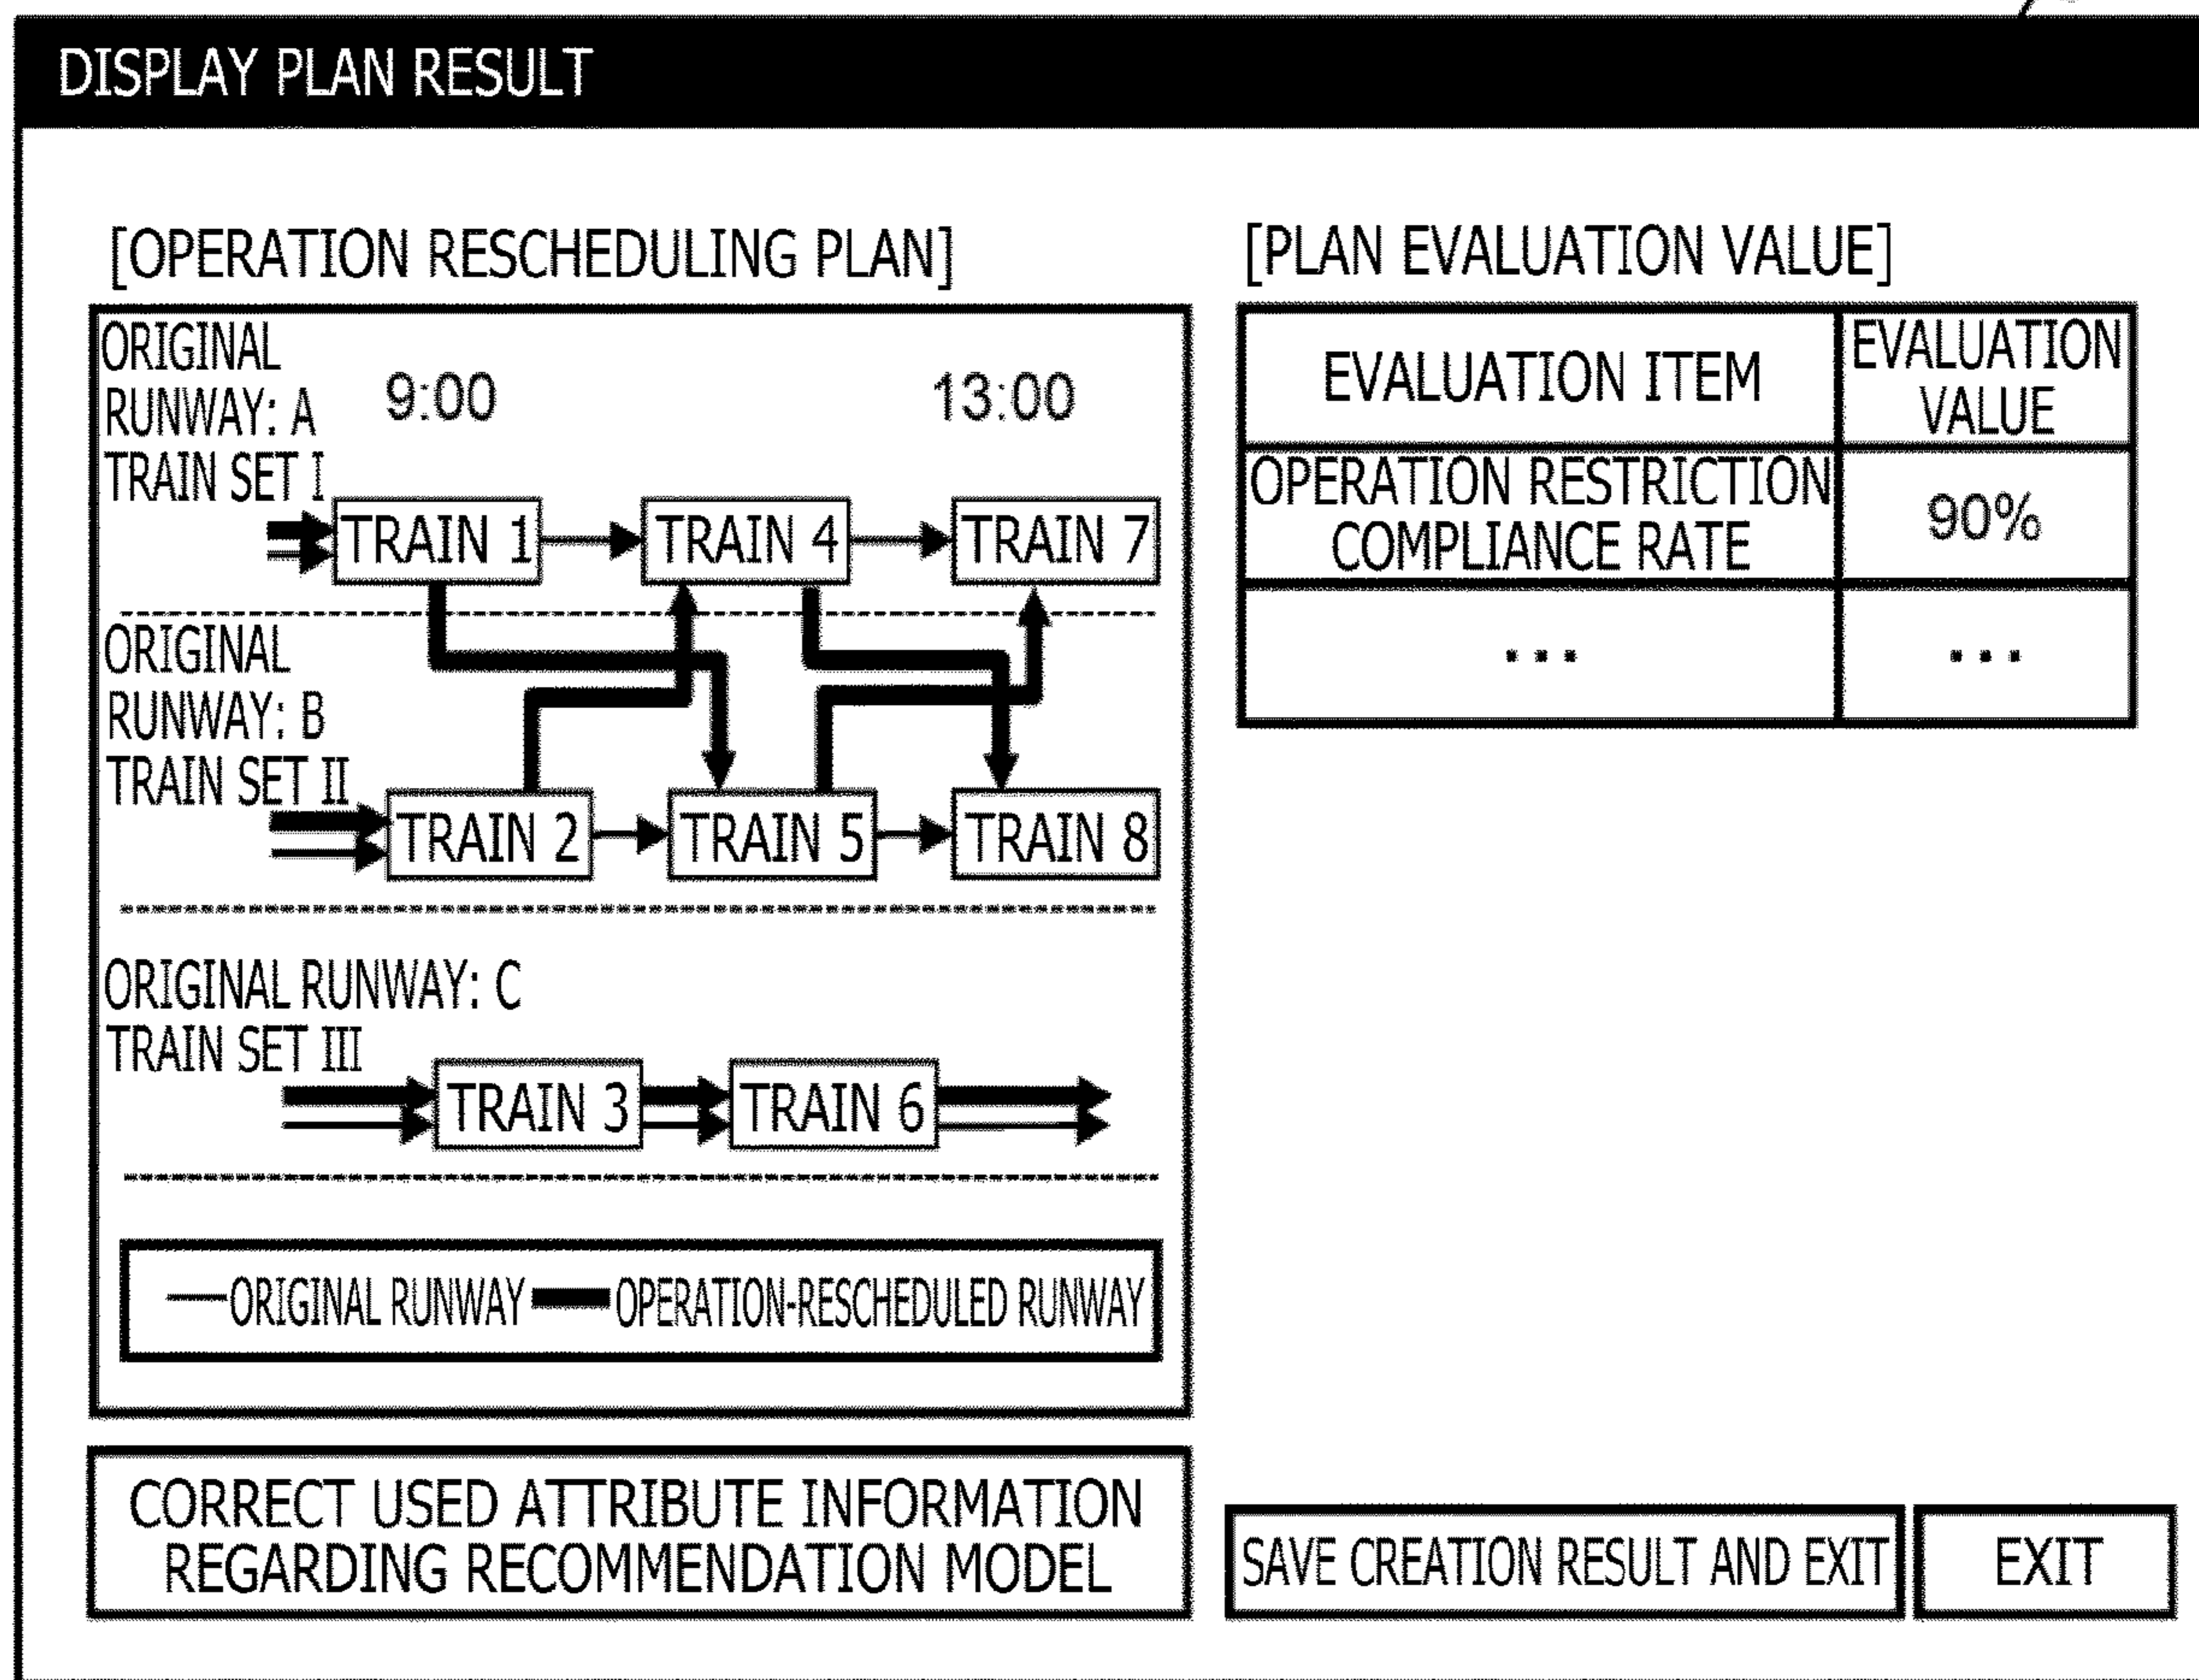 DISPLAY PLAN RESULT
[OPERATION RESCHEDULING PLAN]
ORIGINAL
RUNWAY: A
TRAIN SET I
9:00
13:00
TRAIN 1
TRAIN 4
TRAIN 7
ORIGINAL
RUNWAY: B
TRAIN SET II
TRAIN 2
TRAIN 5
TRAIN 8
ORIGINAL RUNWAY: C
TRAIN SET III
TRAIN 3
TRAIN 6
ORIGINAL RUNWAY
OPERATION-RESCHEDULED RUNWAY
[PLAN EVALUATION VALUE]
EVALUATION ITEM
EVALUATION
VALUE
OPERATION RESTRICTION
COMPLIANCE RATE
90%
...
...
CORRECT USED ATTRIBUTE INFORMATION
REGARDING RECOMMENDATION MODEL
SAVE CREATION RESULT AND EXIT
EXIT